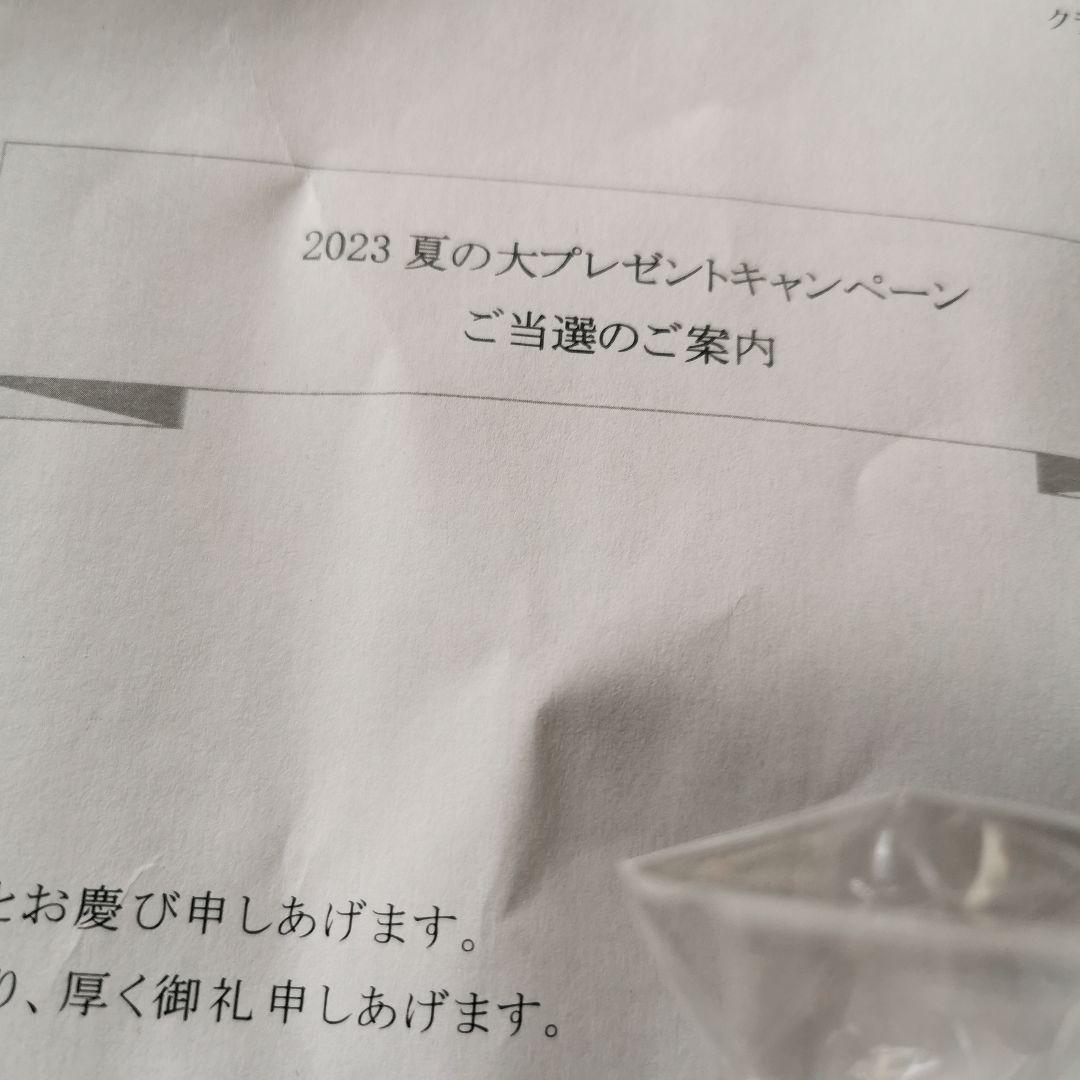 2023 夏の大プレゼントキャンペーン
ご当選のご案内
とお慶び申しあげます。
り、厚く御礼申しあげます。